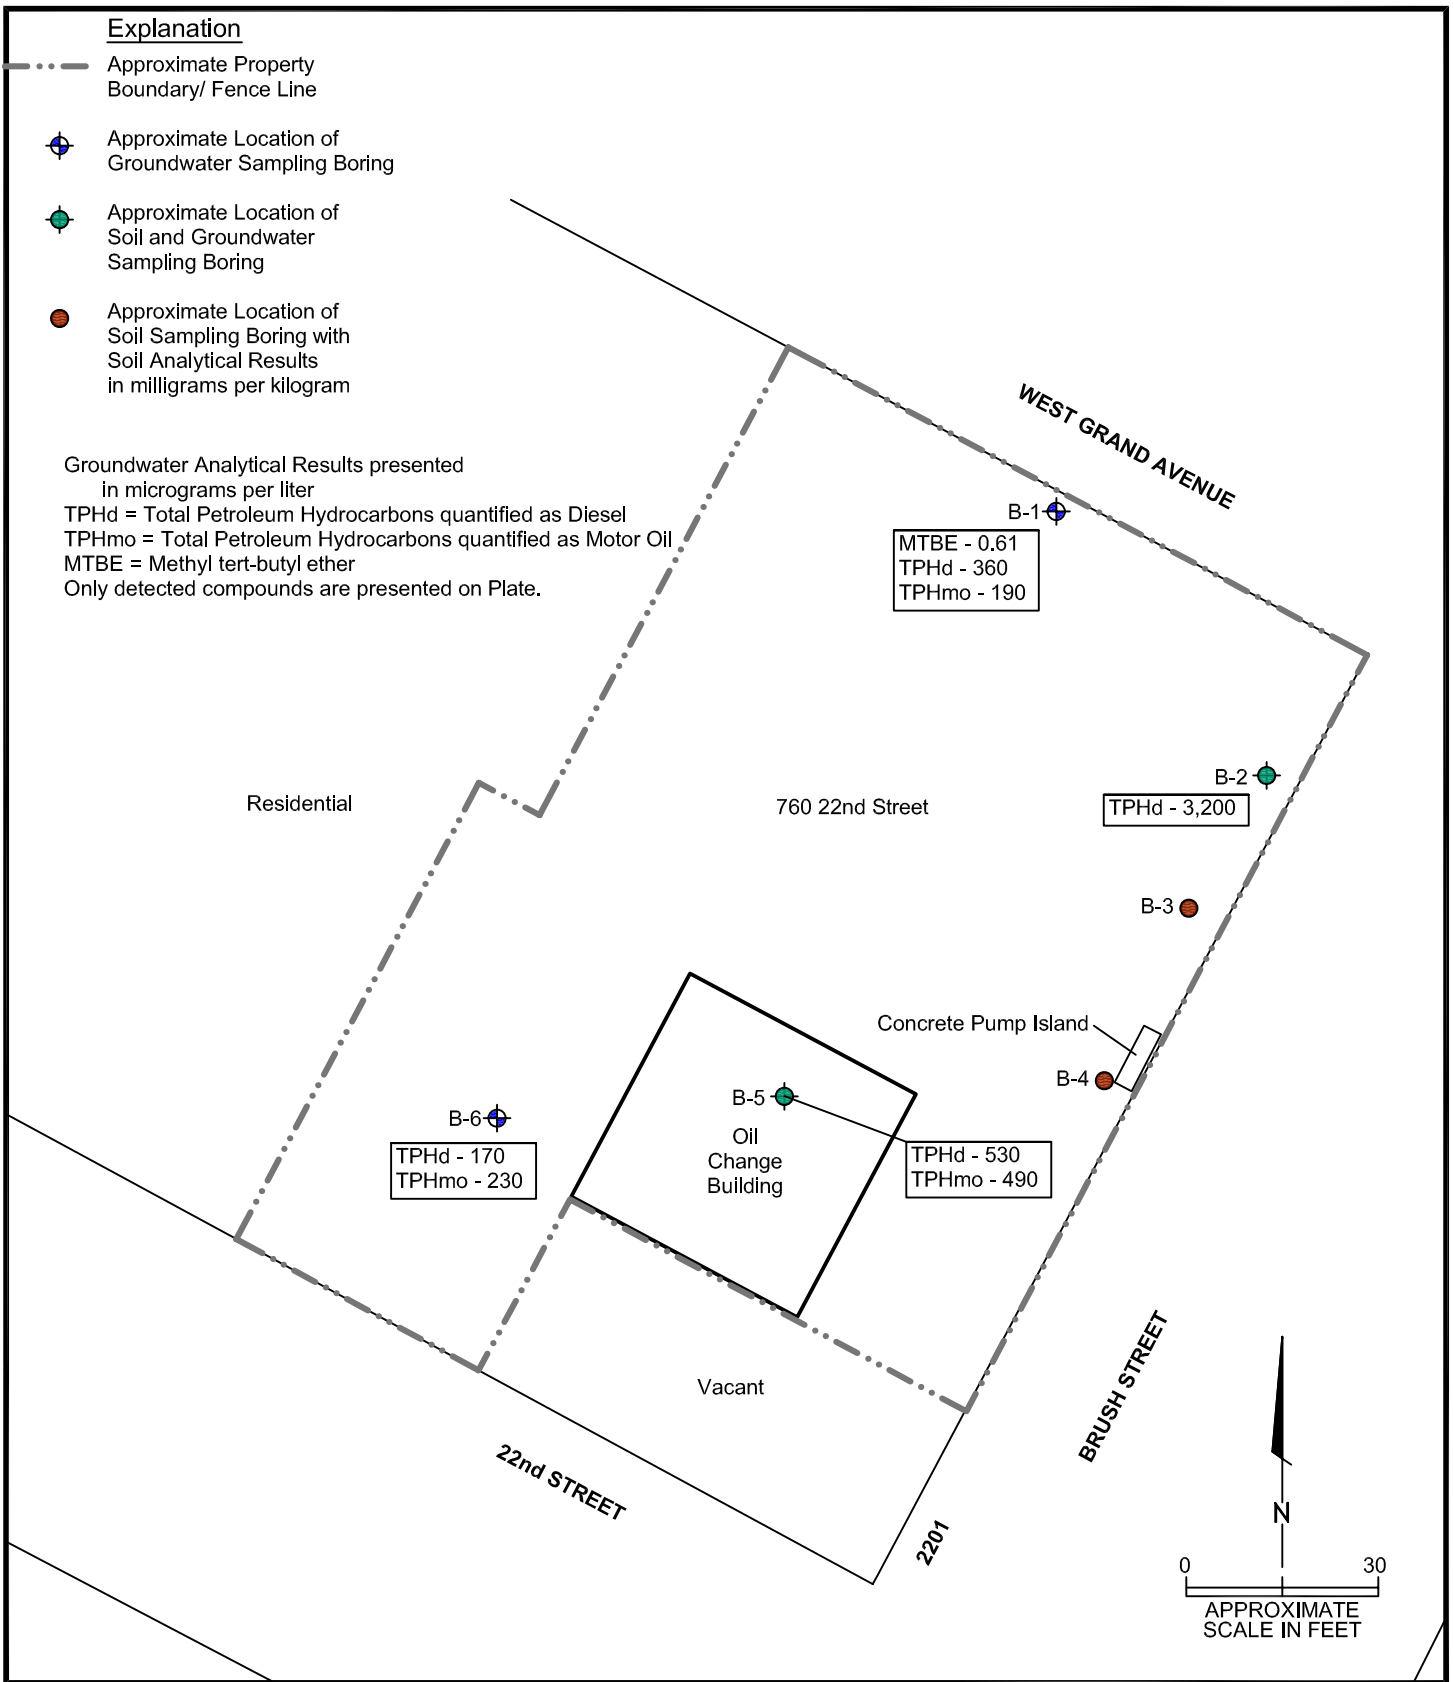 Explanation
Approximate Property
Boundary/ Fence Line
Approximate Location of
Groundwater Sampling Boring
Approximate Location of
Soil and Groundwater
Sampling Boring
Approximate Location of
Soil Sampling Boring with
Soil Analytical Results
in milligrams per kilogram
Groundwater Analytical Results presented
in micrograms per liter
TPHd = Total Petroleum Hydrocarbons quantified as Diesel
TPHmo = Total Petroleum Hydrocarbons quantified as Motor Oil
MTBE = Methyl tert-butyl ether
Only detected compounds are presented on Plate.
WEST GRAND AVENUE
B-1
MTBE - 0.61
TPHd - 360
TPHmo - 190
B-2
TPHd - 3,200
Residential
760 22nd Street
B-3
Concrete Pump Island
B-4
B-5
Oil
Change
Building
TPHd - 530
TPHmo - 490
B-6
TPHd - 170
TPHmo - 230
Vacant
22nd STREET
BRUSH STREET
2201
N
0 30
APPROXIMATE
SCALE IN FEET